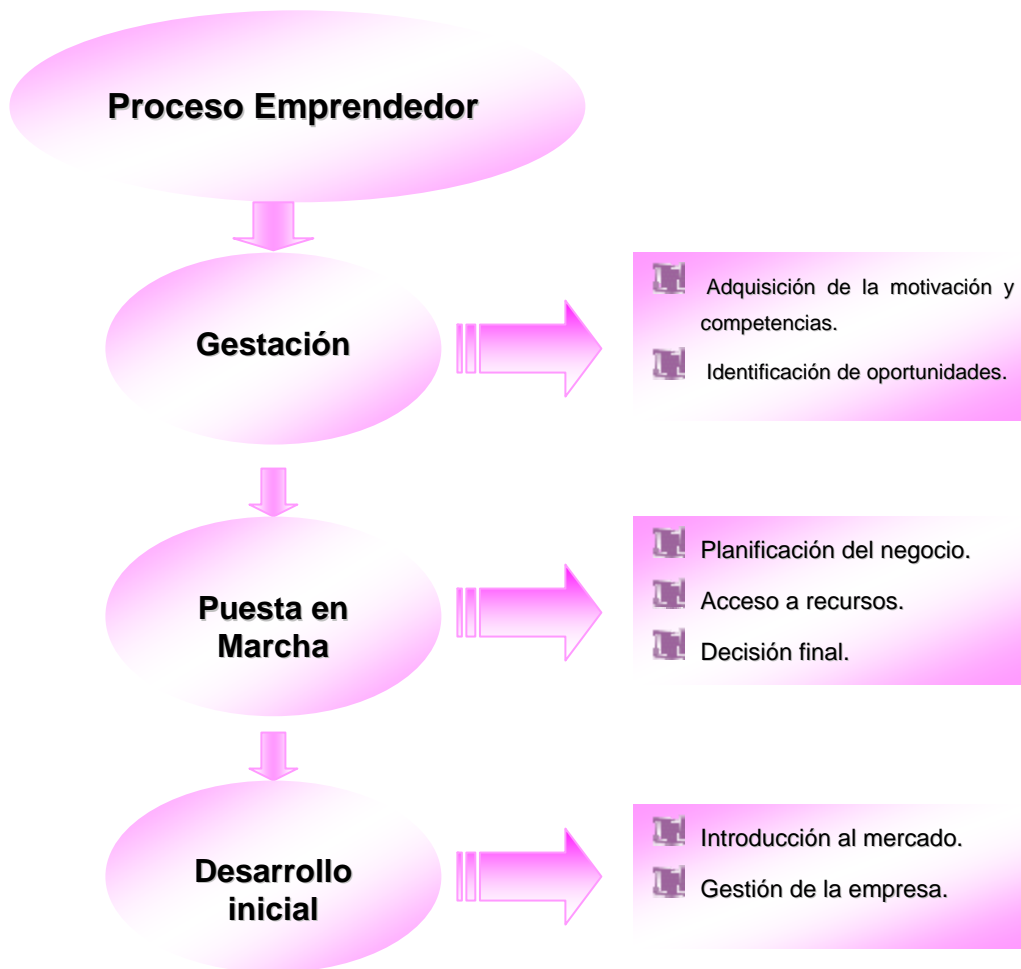 Proceso Emprendedor
Gestación
Adquisición de la motivación y
competencias.
Identificación de oportunidades.
Puesta en
Marcha
Planificación del negocio.
Acceso a recursos.
Decisión final.
Desarrollo
inicial
Introducción al mercado.
Gestión de la empresa.